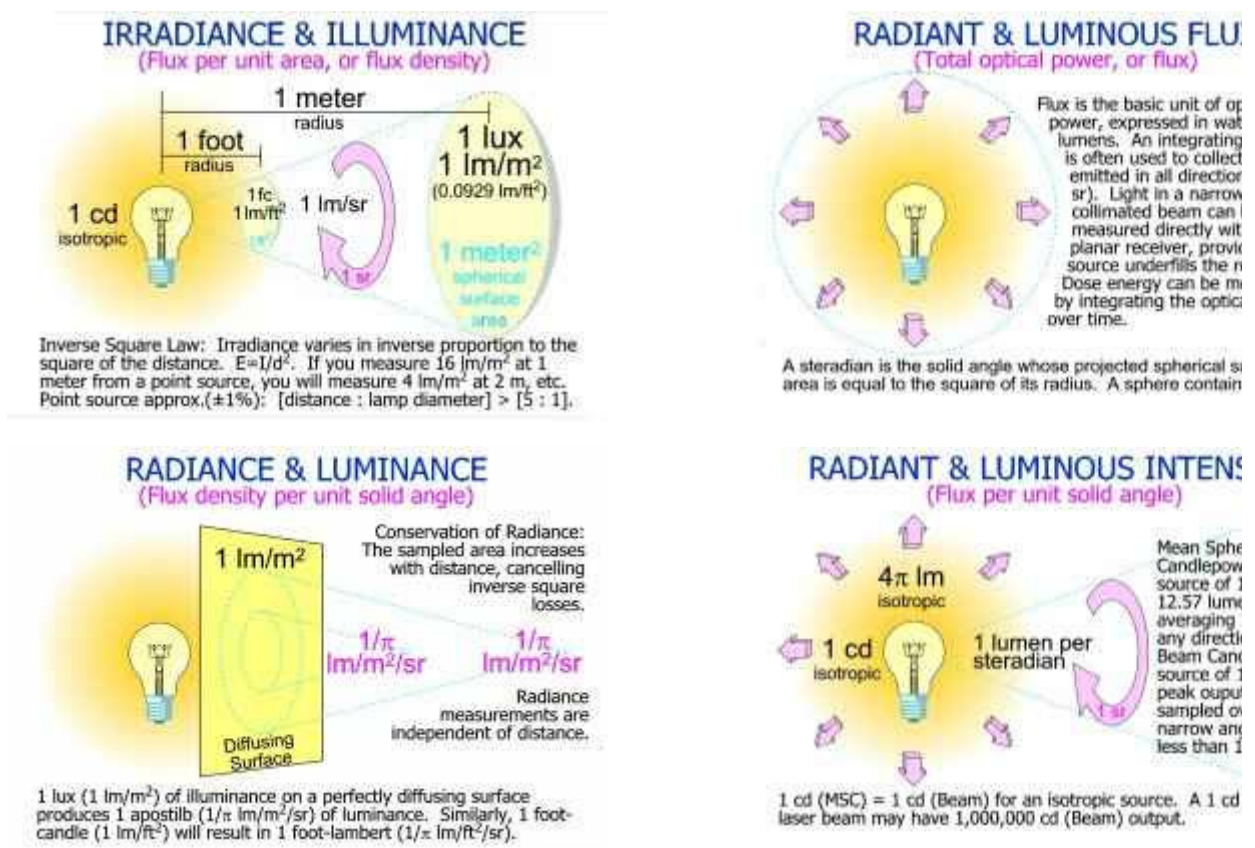 IRRADIANCE & ILLUMINANCE
(Flux per unit area, or flux density)
1 meter
radius
1 foot
radius
1 lux
1 lm/m²
(0.0929 lm/ft²)
1 fc
1 lm/ft²
1 lm/sr
1 cd
isotropic
1 meter²
spherical
surface
area
1 sr
Inverse Square Law: Irradiance varies in inverse proportion to the
square of the distance. E=I/d². If you measure 16 lm/m² at 1
meter from a point source, you will measure 4 lm/m² at 2 m, etc.
Point source approx.(±1%): [distance : lamp diameter] > [5 : 1].
RADIANT & LUMINOUS FLU
(Total optical power, or flux)
Flux is the basic unit of op
power, expressed in wat
lumens. An integrating
is often used to collect
emitted in all direction
sr). Light in a narrow
collimated beam can
measured directly wit
planar receiver, provi
source underfills the r
Dose energy can be m
by integrating the optica
over time.
A steradian is the solid angle whose projected spherical s
area is equal to the square of its radius. A sphere contain
RADIANCE & LUMINANCE
(Flux density per unit solid angle)
1 lm/m²
Conservation of Radiance:
The sampled area increases
with distance, cancelling
inverse square
losses.
1/π
lm/m²/sr
1/π
lm/m²/sr
Radiance
measurements are
independent of distance.
Diffusing
Surface
1 lux (1 lm/m²) of illuminance on a perfectly diffusing surface
produces 1 apostilb (1/π lm/m²/sr) of luminance. Similarly, 1 foot-
candle (1 lm/ft²) will result in 1 foot-lambert (1/π lm/ft²/sr).
RADIANT & LUMINOUS INTENS
(Flux per unit solid angle)
4π lm
isotropic
1 cd
isotropic
1 lumen per
steradian
1 sr
Mean Sphe
Candlepow
source of 1
12.57 lume
averaging
any directi
Beam Cand
source of 1
peak ouput
sampled ov
narrow ang
less than 1
1 cd (MSC) = 1 cd (Beam) for an isotropic source. A 1 cd
laser beam may have 1,000,000 cd (Beam) output.